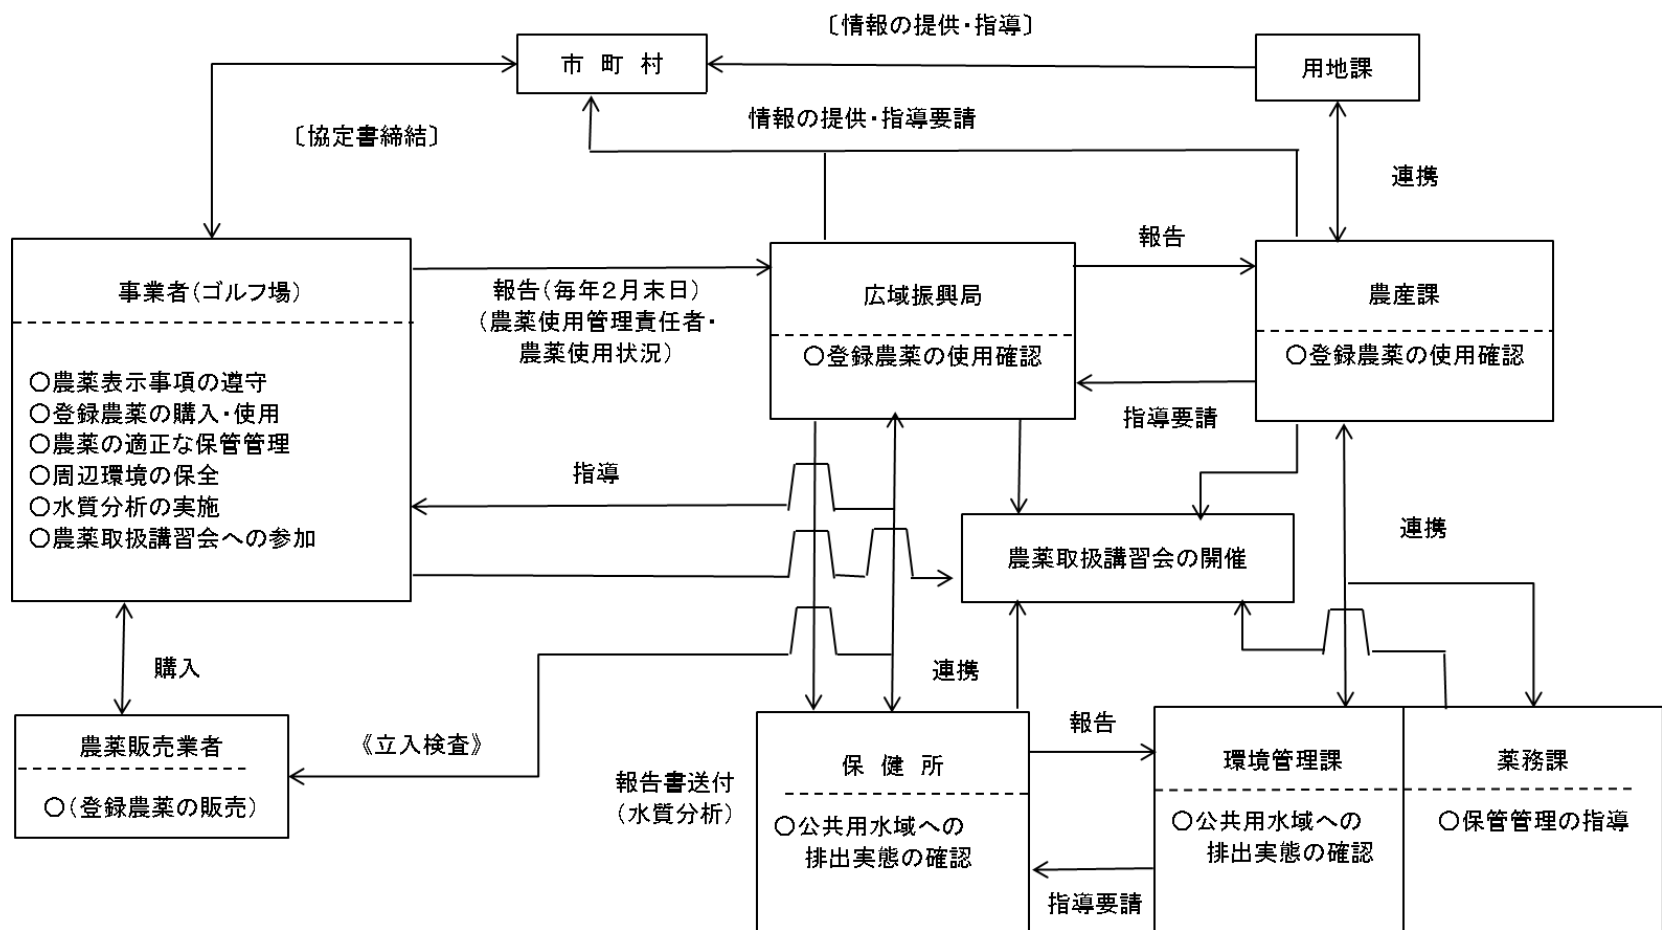 〔情報の提供・指導〕
市 町 村
用地課
情報の提供・指導要請
〔協定書締結〕
連携
報告
事業者(ゴルフ場)
報告(毎年2月末日)
(農薬使用管理責任者・
農薬使用状況)
広域振興局
農産課
○登録農薬の使用確認
○登録農薬の使用確認
○農薬表示事項の遵守
○登録農薬の購入・使用
○農薬の適正な保管管理
○周辺環境の保全
○水質分析の実施
○農薬取扱講習会への参加
指導要請
指導
連携
農薬取扱講習会の開催
購入
連携
農薬販売業者
○(登録農薬の販売)
《立入検査》
報告書送付
(水質分析)
保 健 所
○公共用水域への
排出実態の確認
報告
環境管理課
○公共用水域への
排出実態の確認
薬務課
○保管管理の指導
指導要請